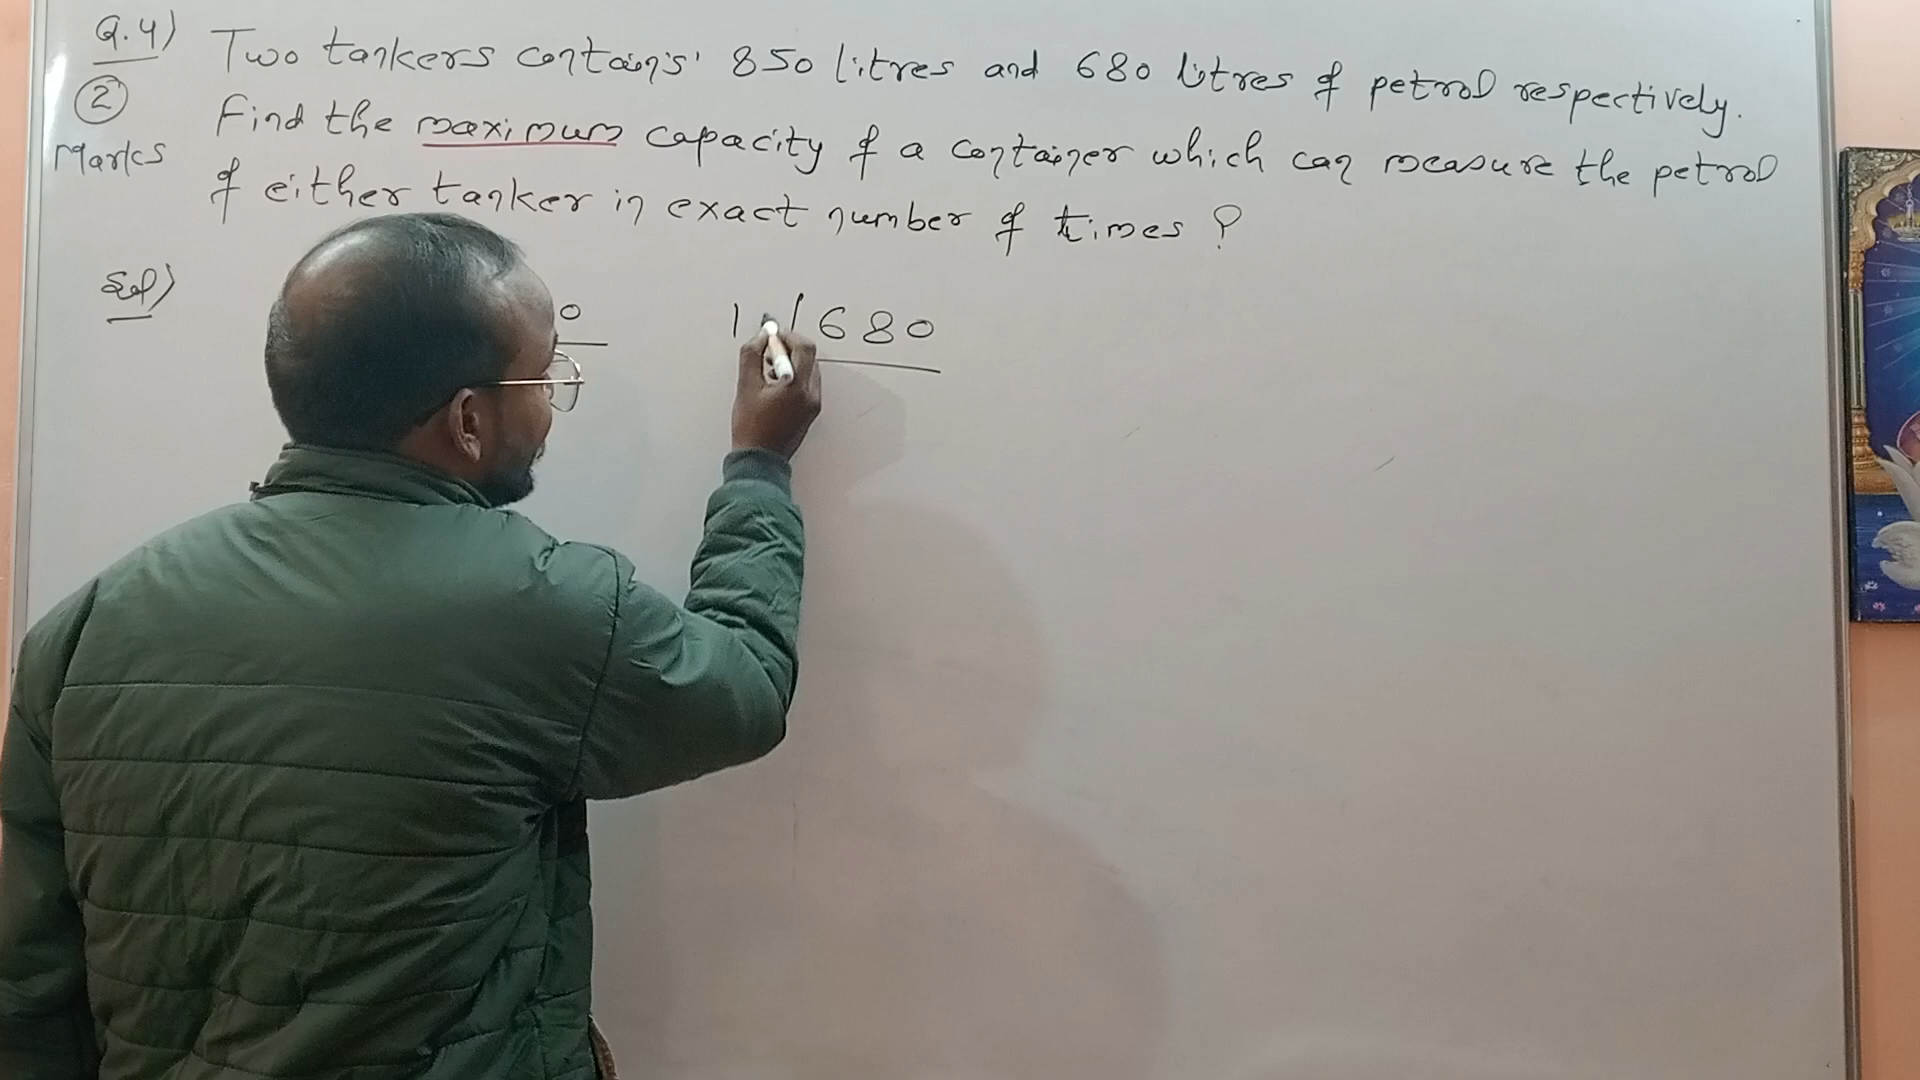 Q.4) Two tankers contains 850 litres and 680 litres of petrol respectively.
2 Marks
Find the maximum capacity of a container which can measure the petrol
of either tanker in exact number of times ?
Sol)
0
1 680